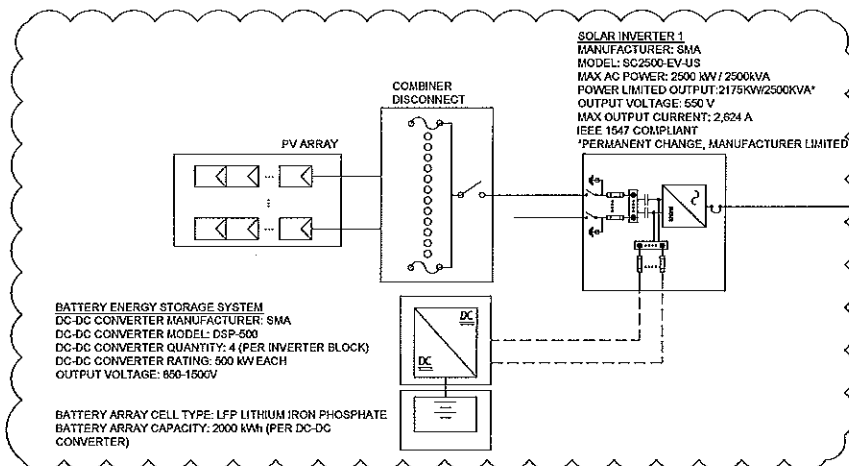 SOLAR INVERTER 1
MANUFACTURER: SMA
MODEL: SC2500-EV-US
MAX AC POWER: 2500 kW / 2500kVA
POWER LIMITED OUTPUT:2175KW/2500KVA*
OUTPUT VOLTAGE: 550 V
MAX OUTPUT CURRENT: 2,624 A
IEEE 1547 COMPLIANT
*PERMANENT CHANGE, MANUFACTURER LIMITED
COMBINER
DISCONNECT
PV ARRAY
BATTERY ENERGY STORAGE SYSTEM
DC-DC CONVERTER MANUFACTURER: SMA
DC-DC CONVERTER MODEL: DSP-500
DC-DC CONVERTER QUANTITY: 4 (PER INVERTER BLOCK)
DC-DC CONVERTER RATING: 500 kW EACH
OUTPUT VOLTAGE: 650-1500V
DC
DC
BATTERY ARRAY CELL TYPE: LFP LITHIUM IRON PHOSPHATE
BATTERY ARRAY CAPACITY: 2000 kWh (PER DC-DC
CONVERTER)